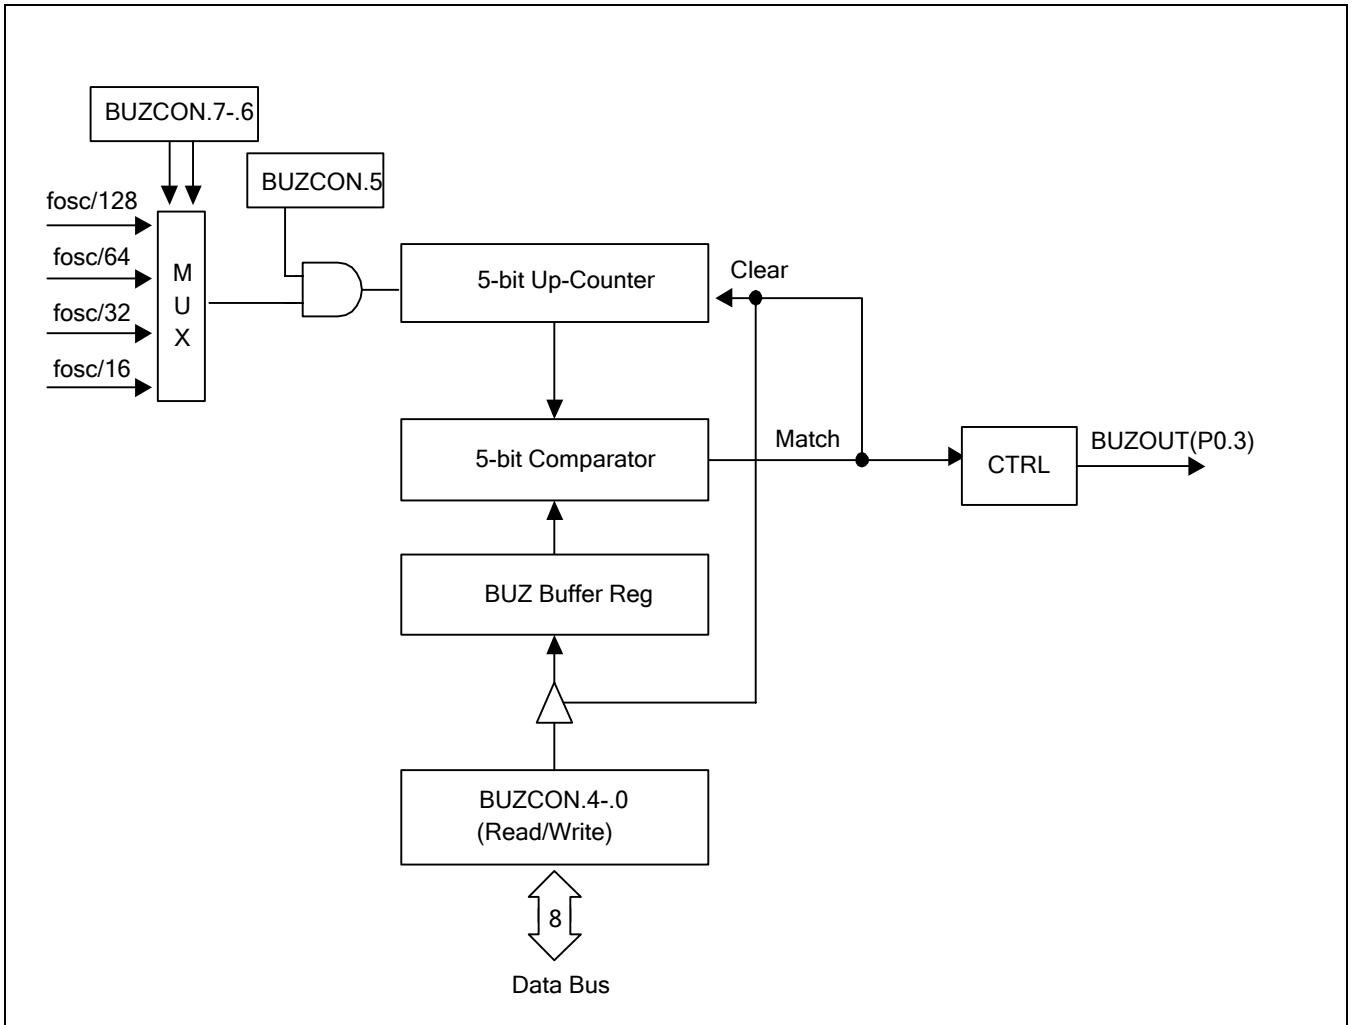 BUZCON.7-.6
BUZCON.5
fosc/128
fosc/64
fosc/32
fosc/16
M
U
X
5-bit Up-Counter
Clear
5-bit Comparator
Match
CTRL
BUZOUT(P0.3)
BUZ Buffer Reg
BUZCON.4-.0
(Read/Write)
8
Data Bus